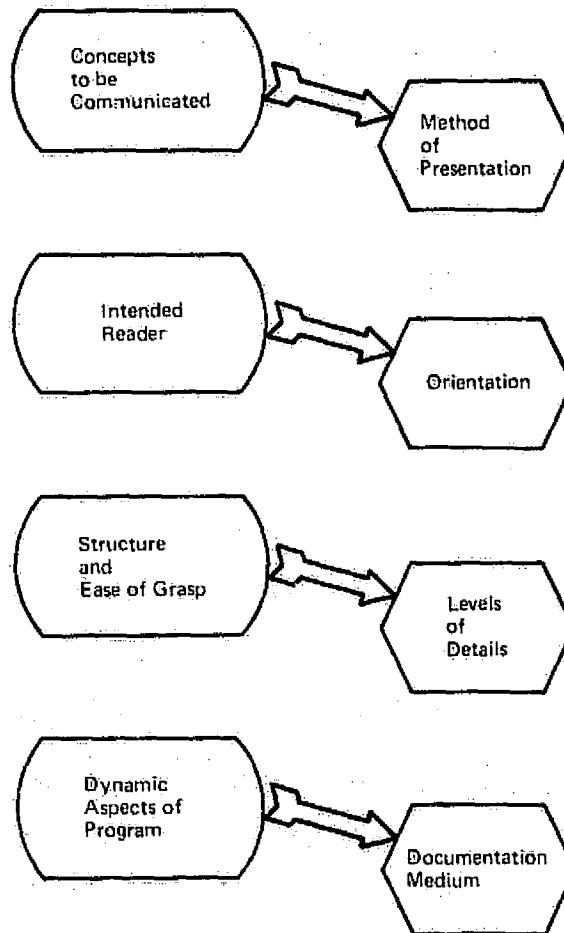 Concepts
to be
Communicated
Method
of
Presentation
Intended
Reader
Orientation
Structure
and
Ease of Grasp
Levels
of
Details
Dynamic
Aspects of
Program
Documentation
Medium